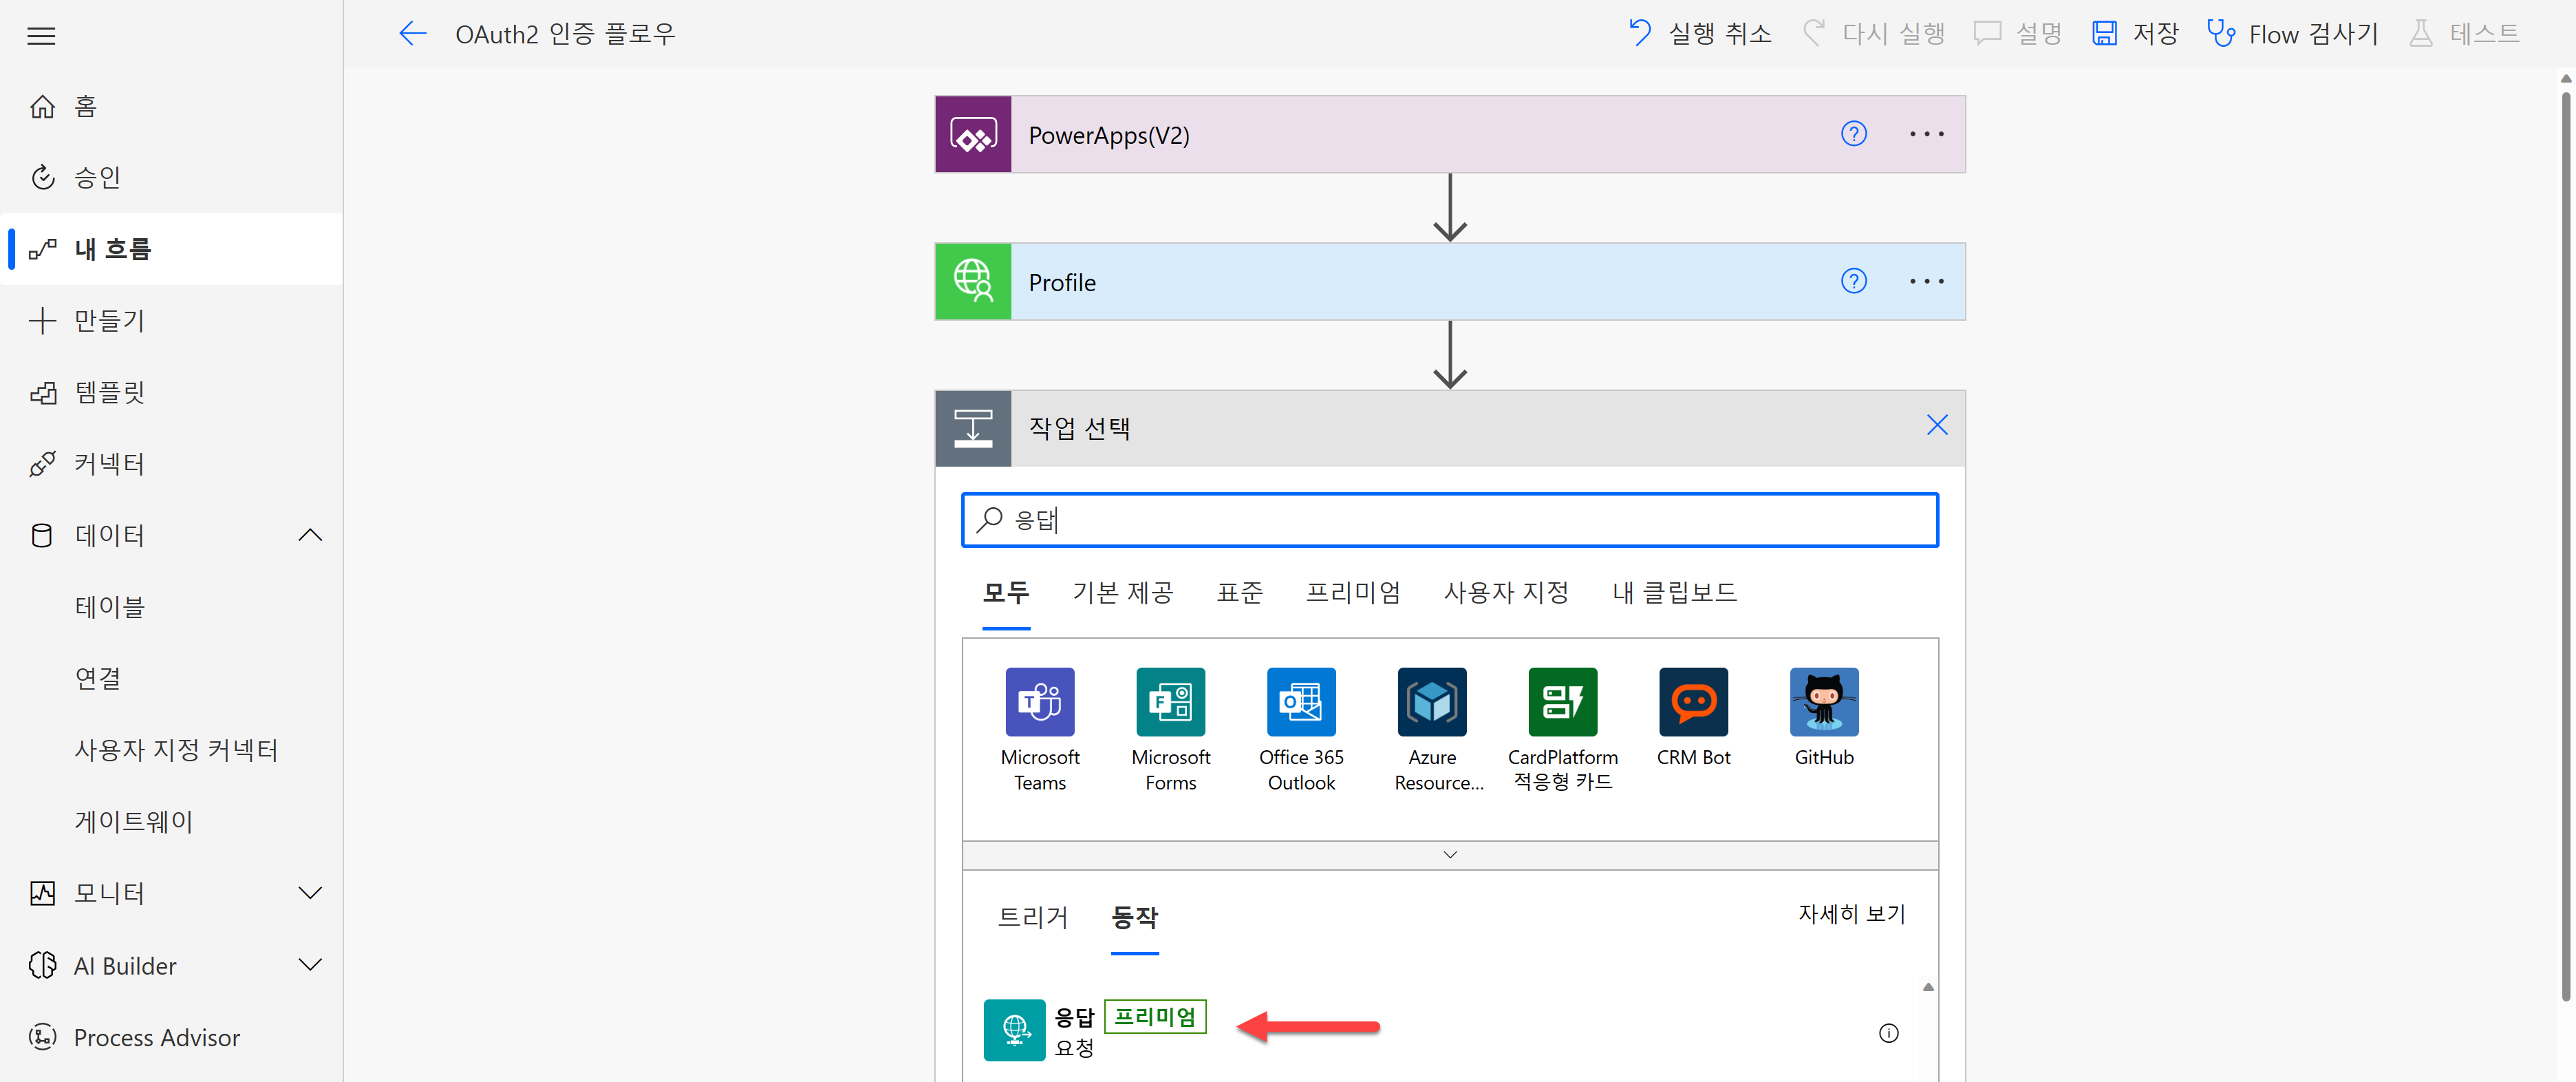 OAuth2 인증 플로우
실행 취소
다시 실행
설명
저장
Flow 검사기
테스트
홈
승인
내 흐름
만들기
템플릿
커넥터
데이터
테이블
연결
사용자 지정 커넥터
게이트웨이
모니터
AI Builder
Process Advisor
PowerApps(V2)
Profile
작업 선택
응답
모두
기본 제공
표준
프리미엄
사용자 지정
내 클립보드
Microsoft
Teams
Microsoft
Forms
Office 365
Outlook
Azure
Resource...
CardPlatform
적응형 카드
CRM Bot
GitHub
트리거
동작
자세히 보기
응답 프리미엄
요청